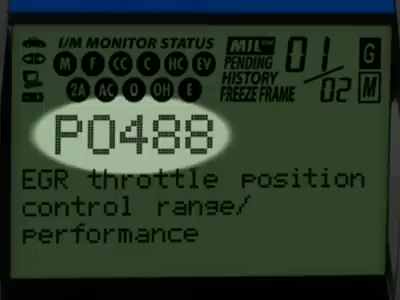 I/M MONITOR STATUS
M F CC C HC EV
2A AC O OH E
MIL
PENDING
HISTORY
FREEZE FRAME
01/02
G
M
P0488
EGR throttle position
control range/
performance